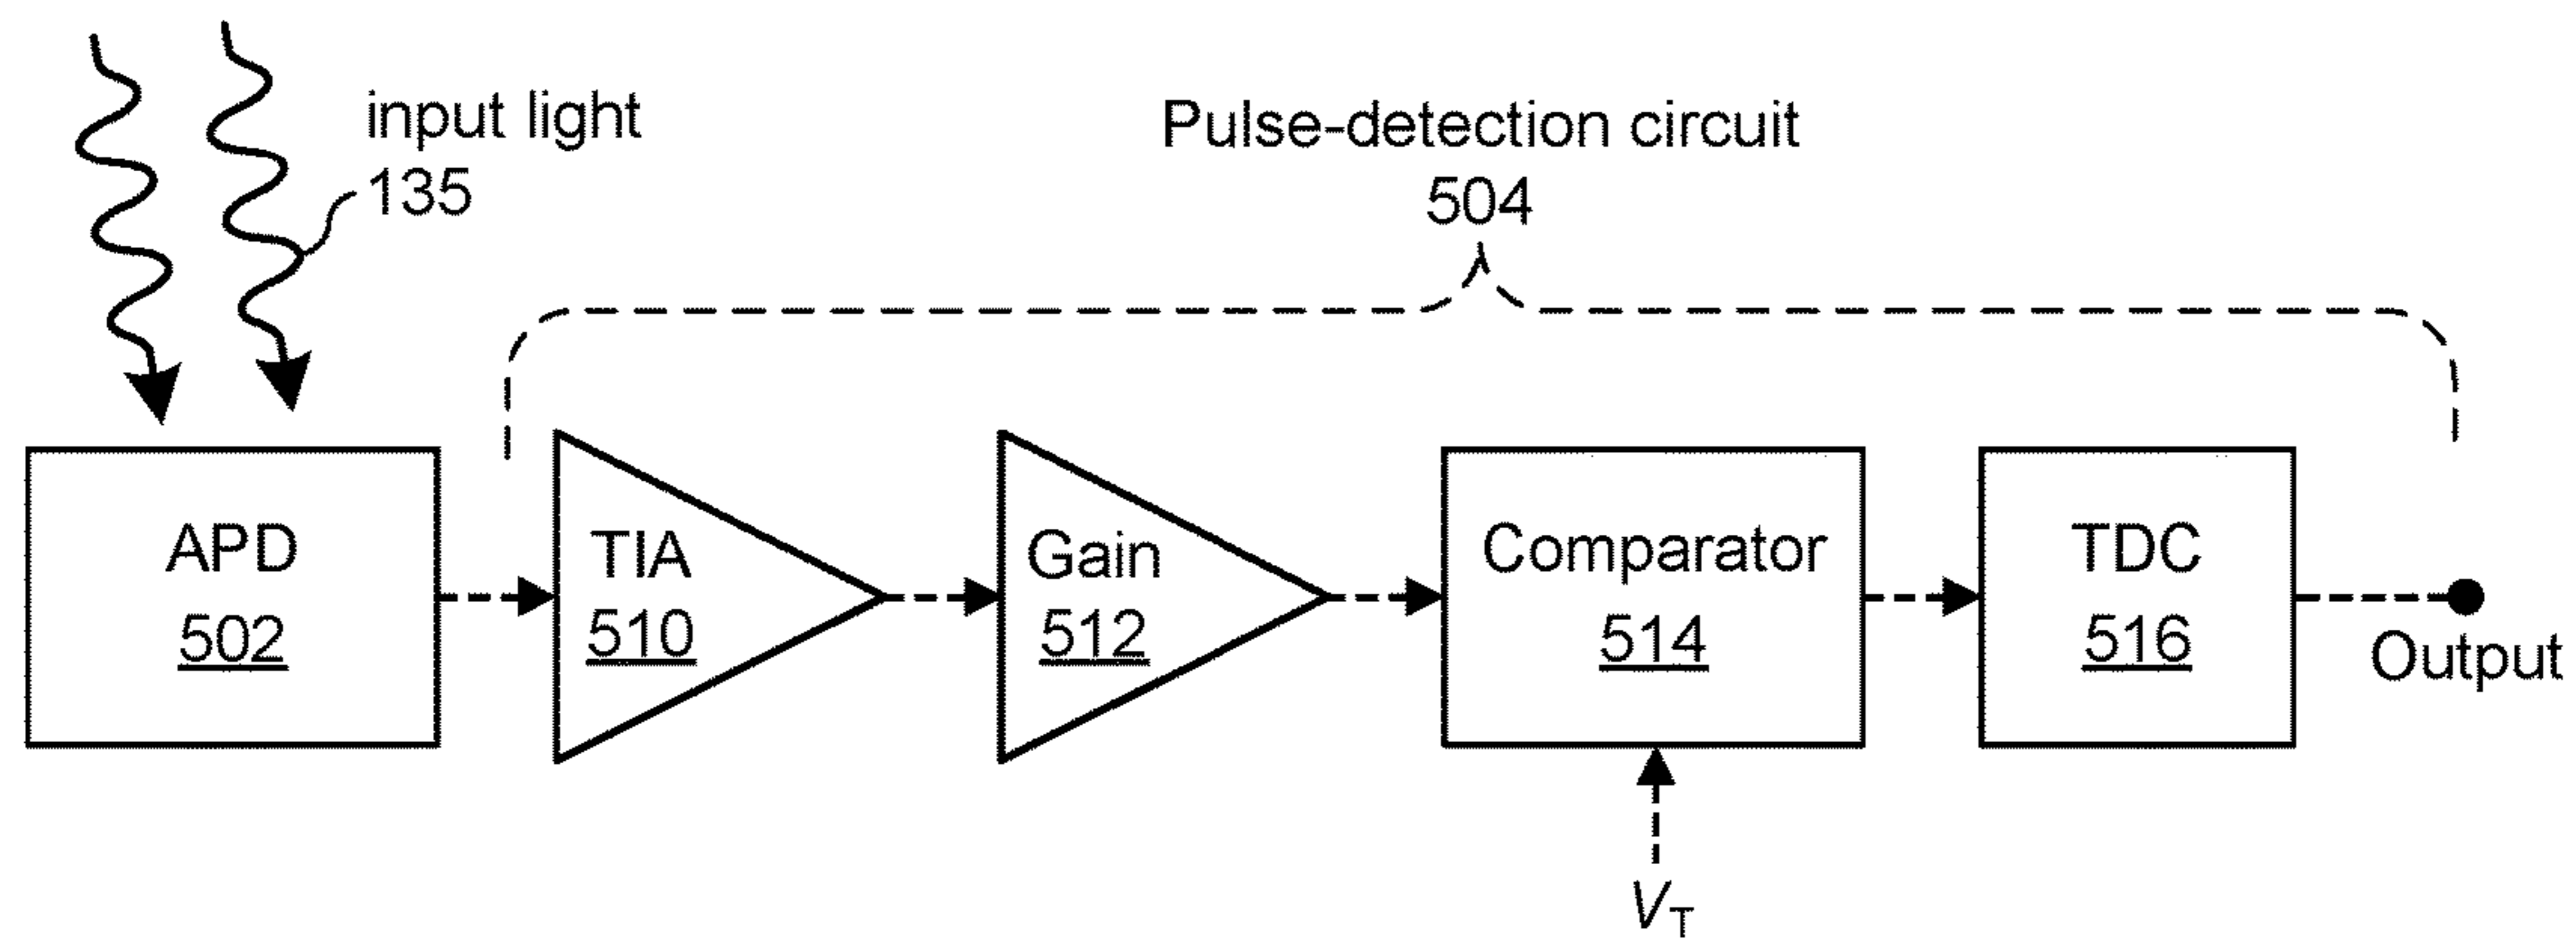 input light
135
Pulse-detection circuit
504
APD
502
TIA
510
Gain
512
Comparator
514
TDC
516
Output
VT